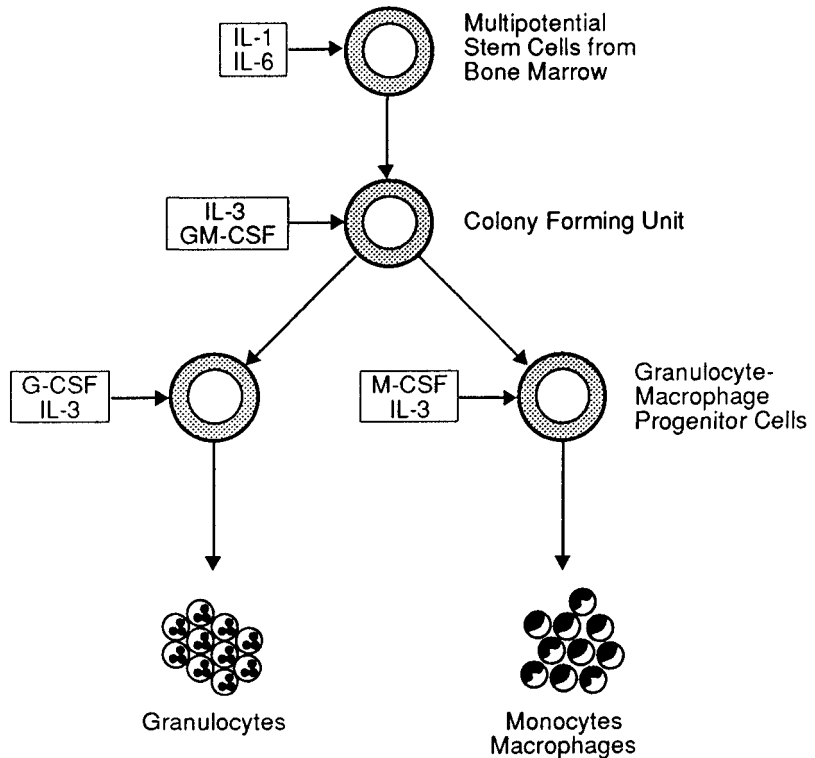 IL-1
IL-6
Multipotential
Stem Cells from
Bone Marrow
IL-3
GM-CSF
Colony Forming Unit
G-CSF
IL-3
M-CSF
IL-3
Granulocyte-
Macrophage
Progenitor Cells
Granulocytes
Monocytes
Macrophages